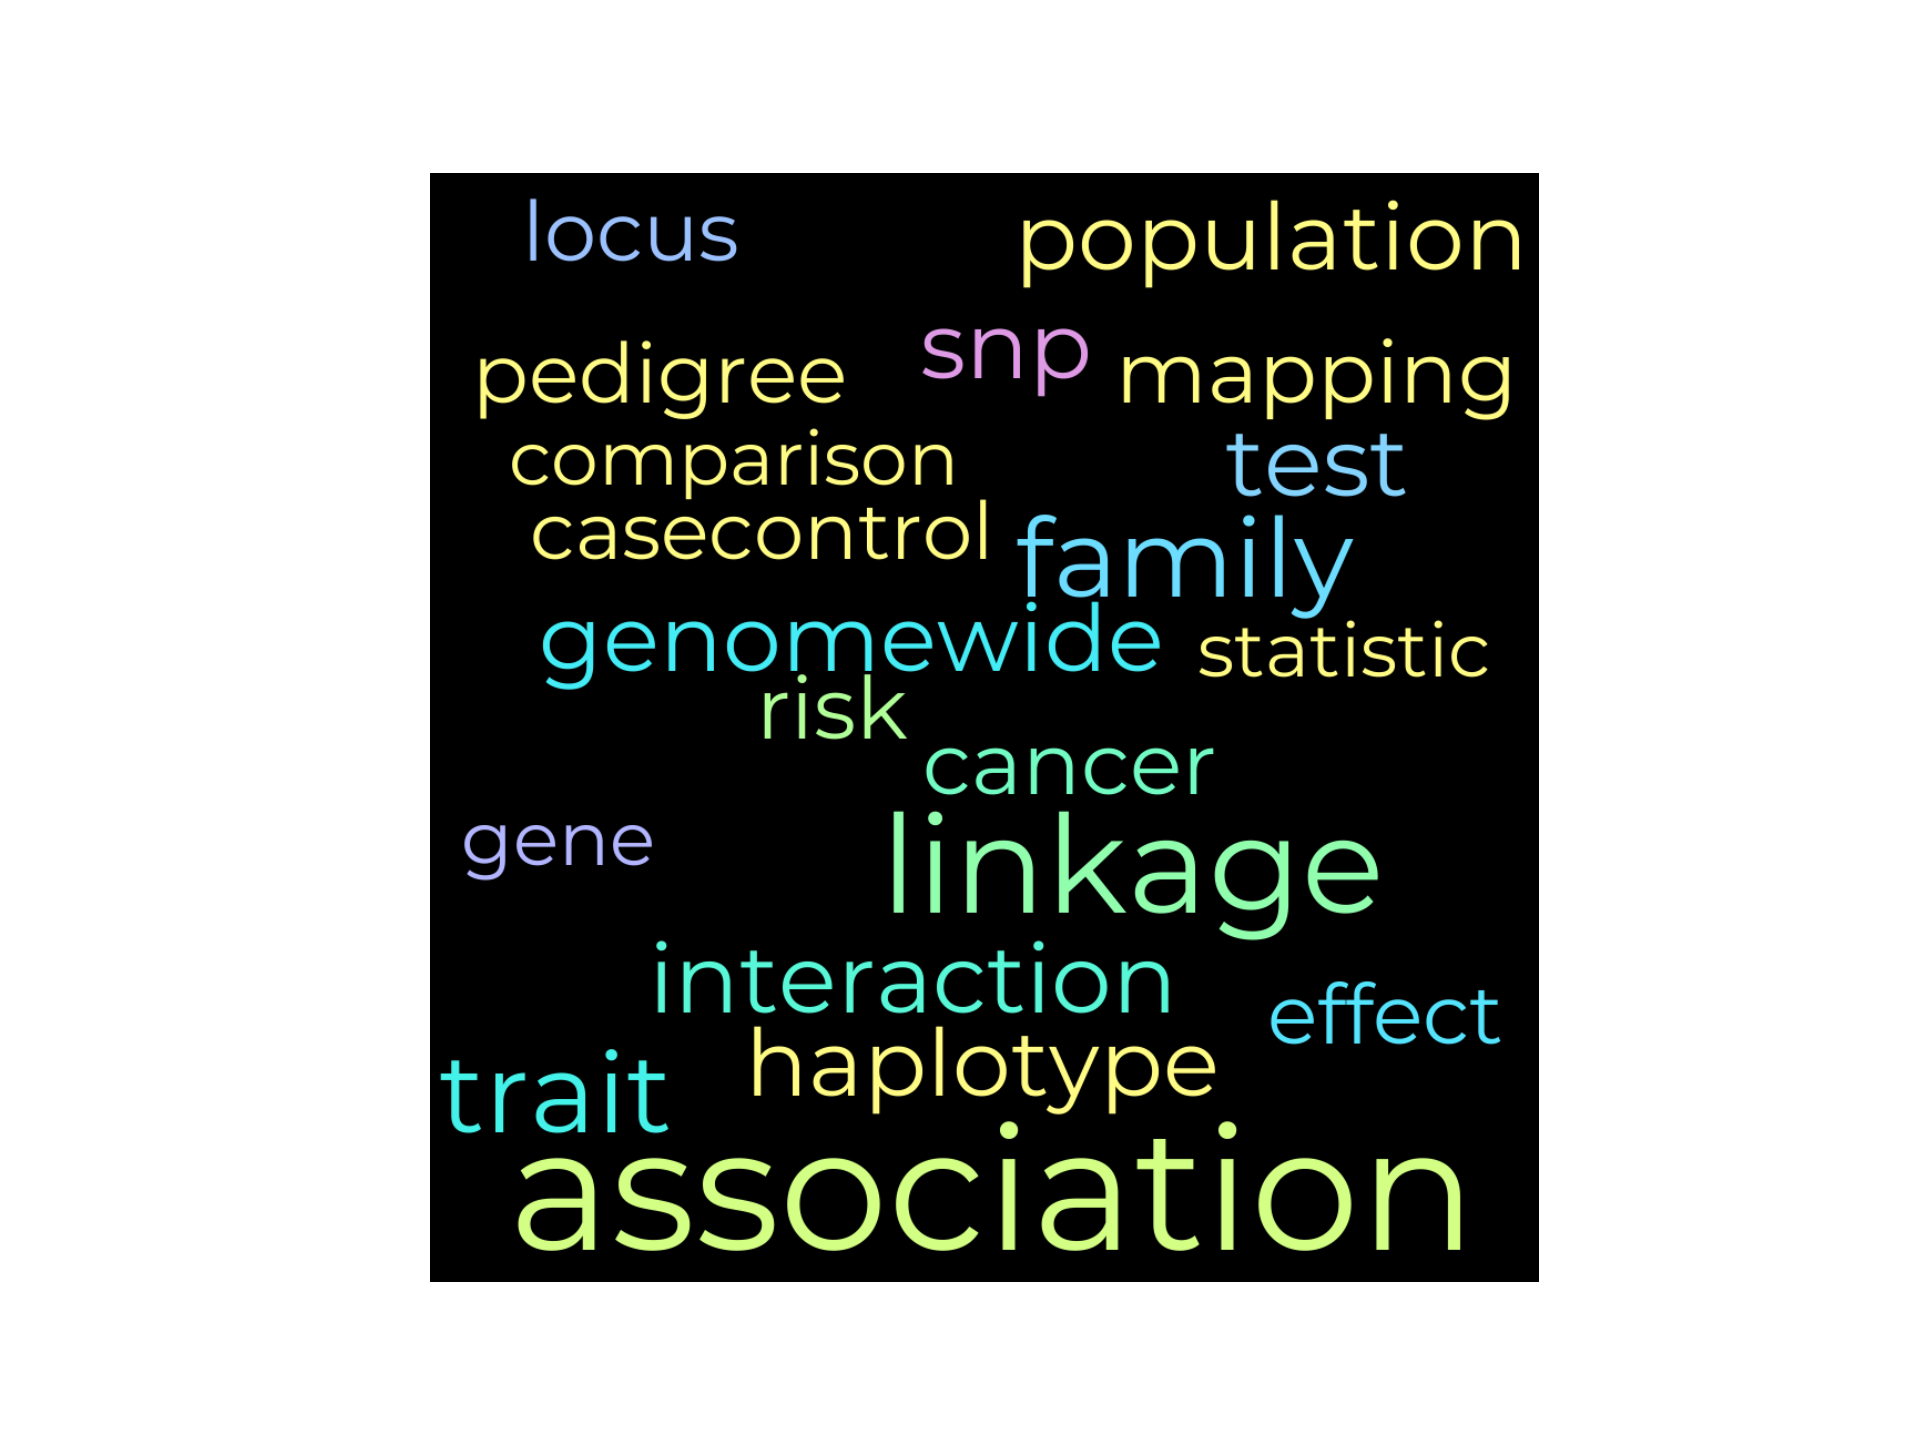 locus population
pedigree snp mapping
comparison test
casecontrol family
genomewide statistic
risk
cancer
gene linkage
interaction effect
trait haplotype
association